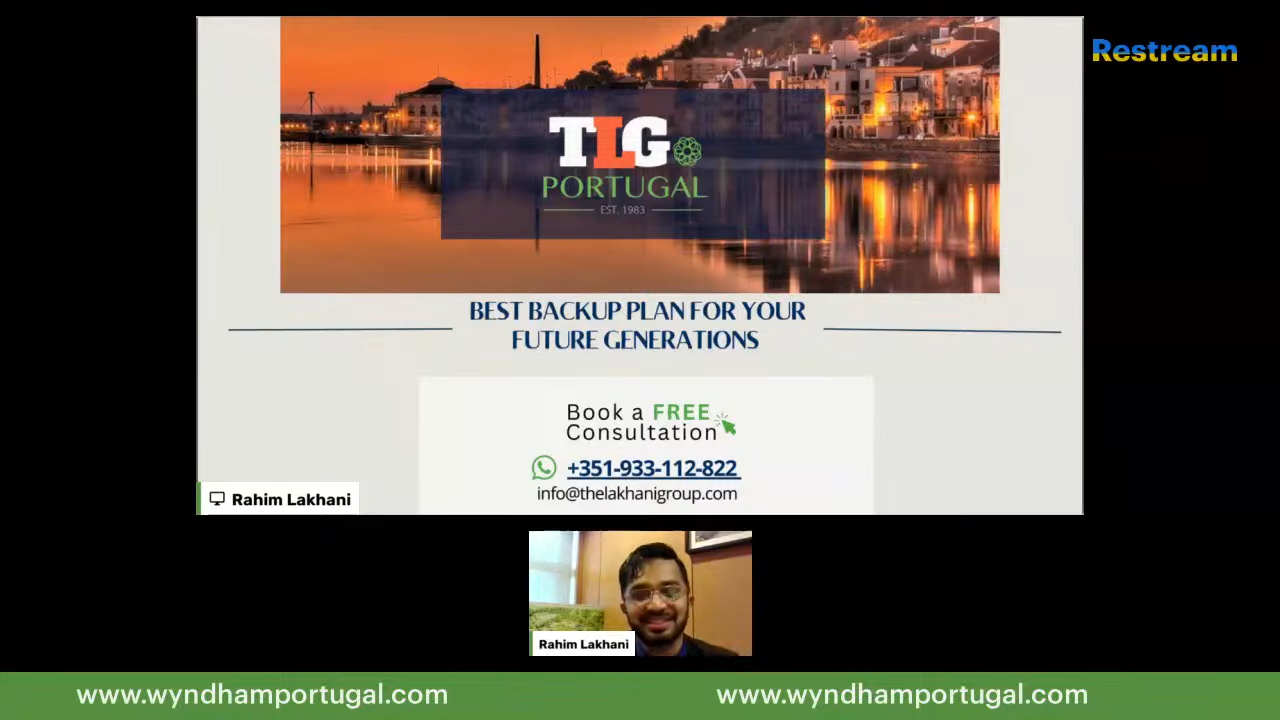 Restream
TLG
PORTUGAL
EST. 1983
BEST BACKUP PLAN FOR YOUR
FUTURE GENERATIONS
Book a FREE
Consultation
+351-933-112-822
info@thelakhanigroup.com
Rahim Lakhani
Rahim Lakhani
www.wyndhamportugal.com
www.wyndhamportugal.com